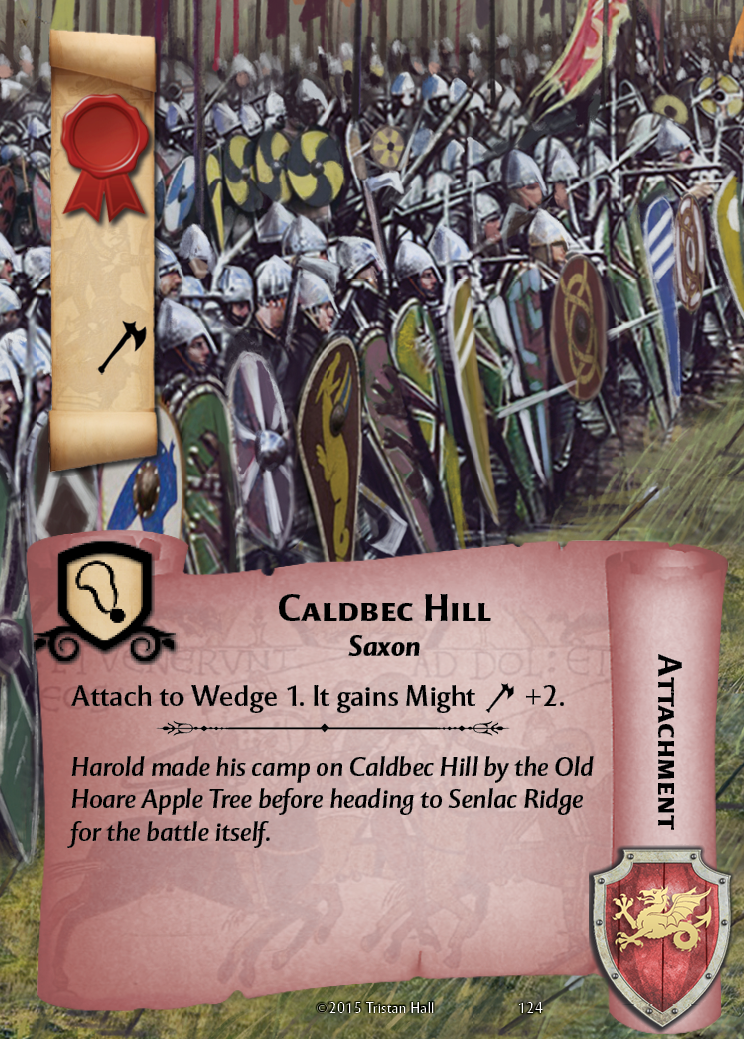 Caldbec Hill
Saxon
Attach to Wedge 1. It gains Might +2.
Harold made his camp on Caldbec Hill by the Old
Hoare Apple Tree before heading to Senlac Ridge
for the battle itself.
Attachment
©2015 Tristan Hall 124